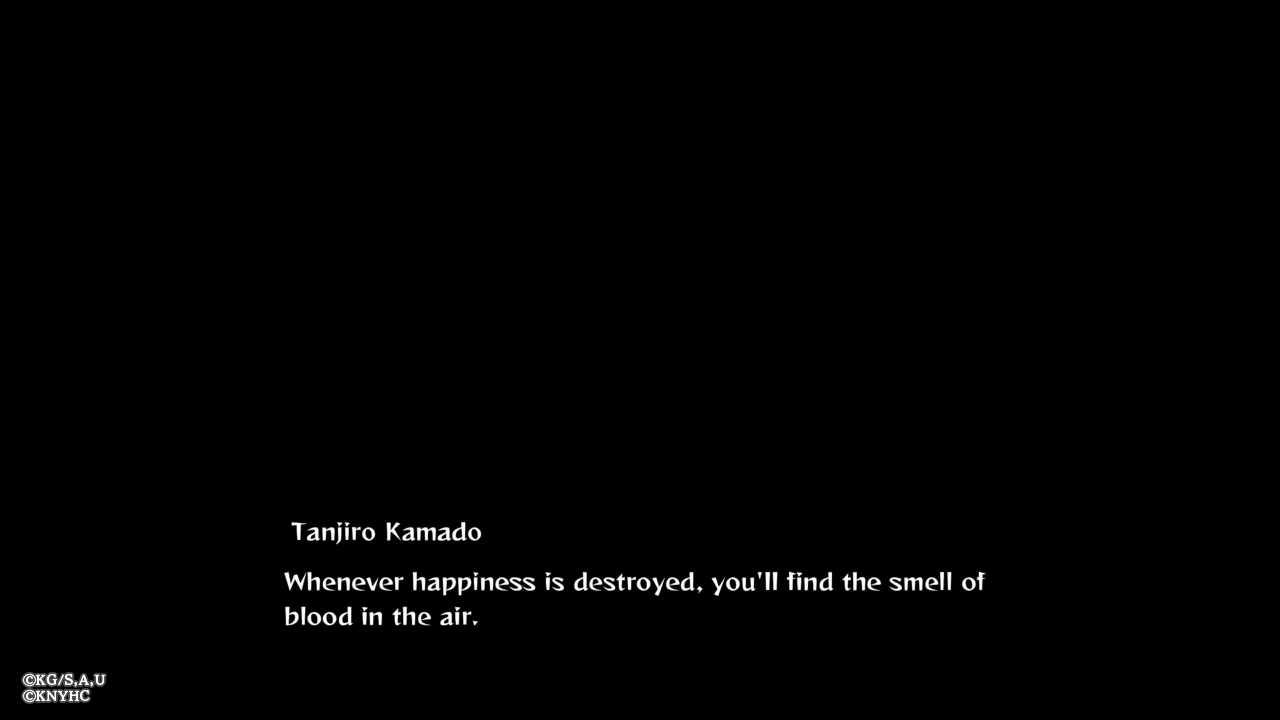 Tanjiro Kamado
Whenever happiness is destroyed, you'll find the smell of
blood in the air.
©KG/S,A,U
©KNYHC